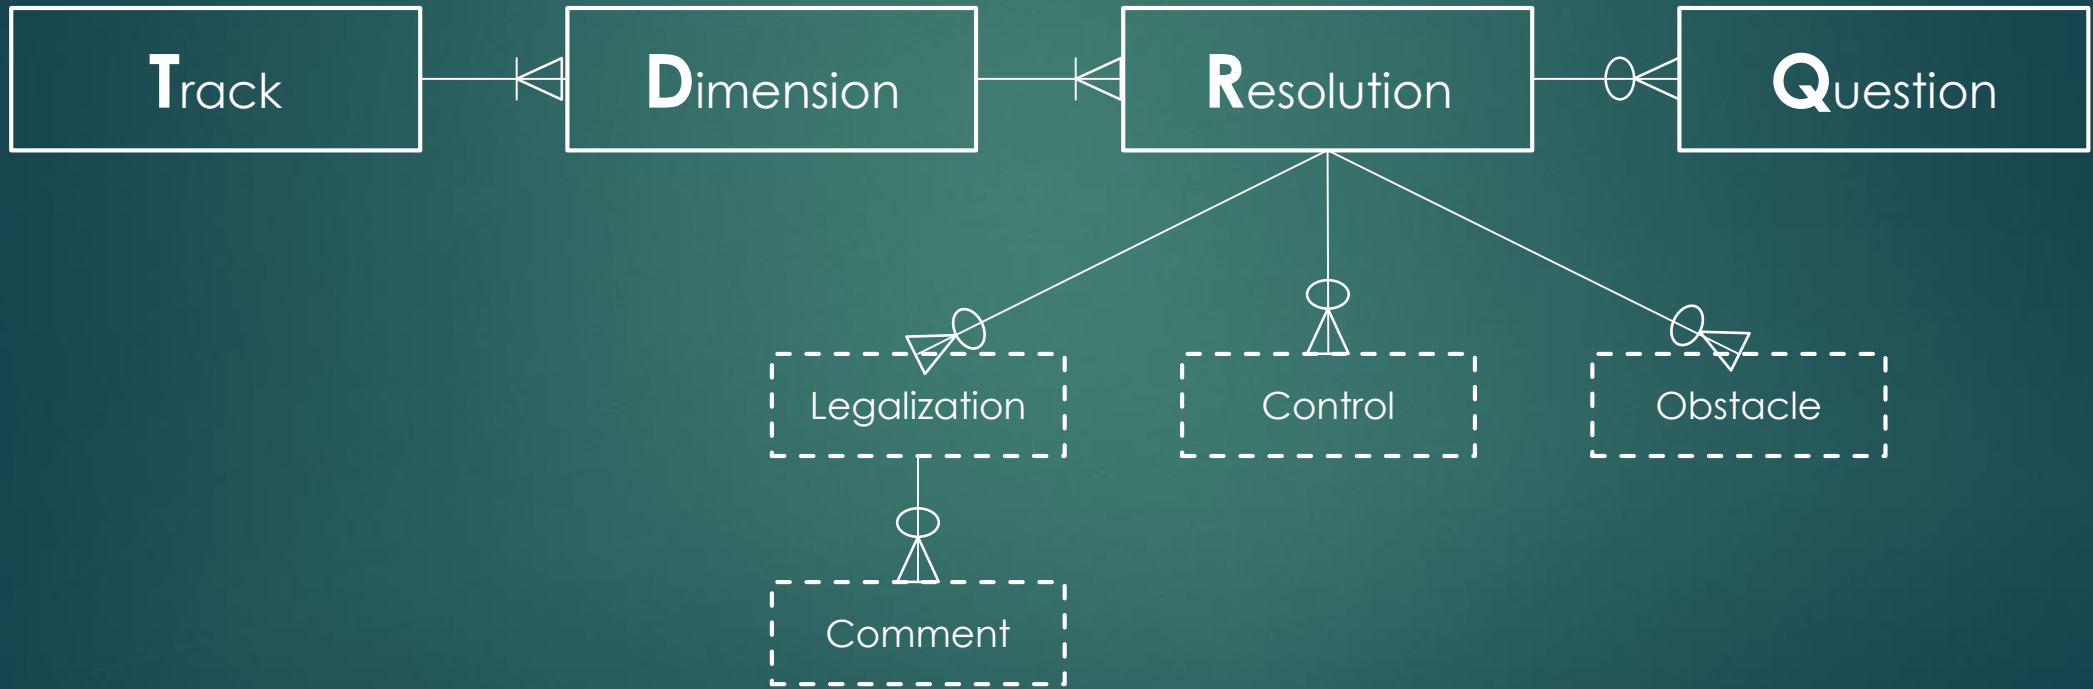 Track
Dimension
Resolution
Question
Legalization
Control
Obstacle
Comment